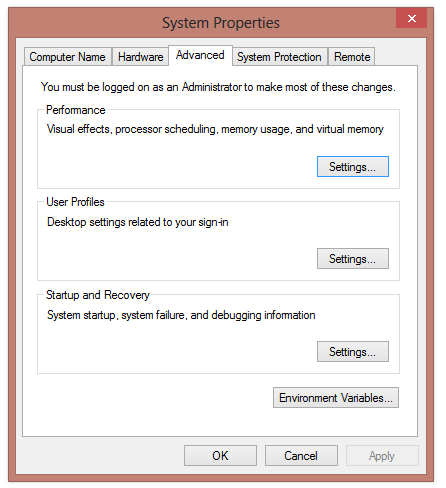 System Properties
Computer Name Hardware Advanced System Protection Remote
You must be logged on as an Administrator to make most of these changes.
Performance
Visual effects, processor scheduling, memory usage, and virtual memory
Settings...
User Profiles
Desktop settings related to your sign-in
Settings...
Startup and Recovery
System startup, system failure, and debugging information
Settings...
Environment Variables...
OK Cancel Apply